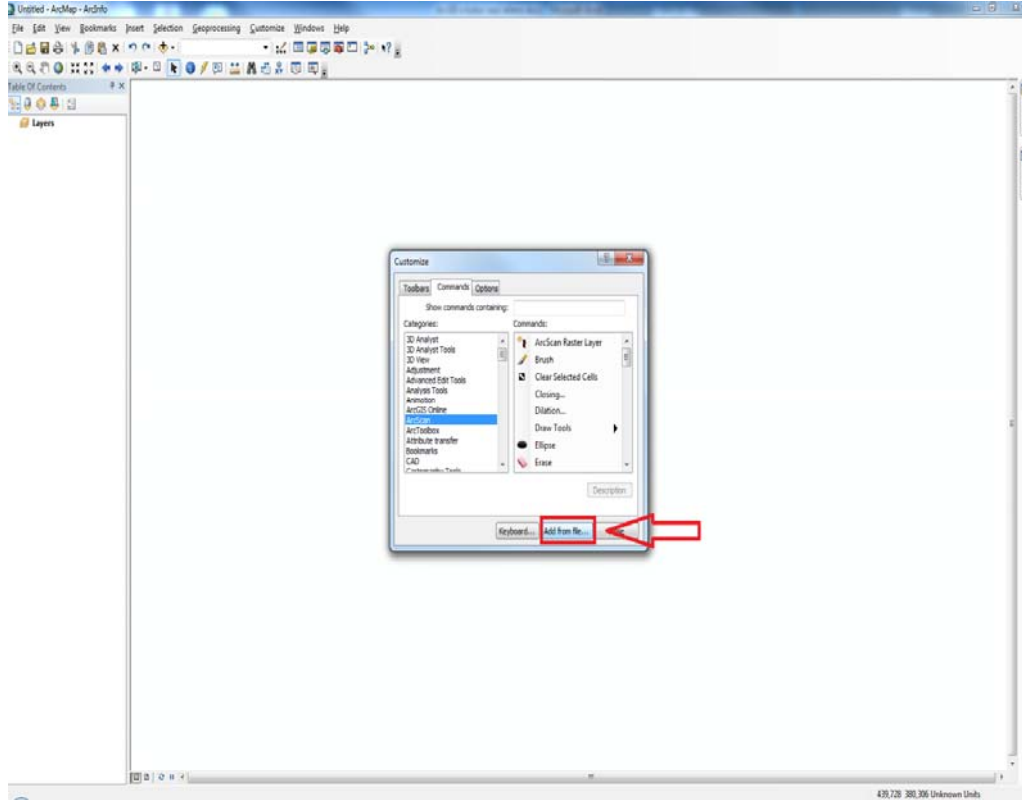 Untitled - ArcMap - ArcInfo
File Edit View Bookmarks Insert Selection Geoprocessing Customize Windows Help
Table Of Contents
Layers
Customize
Toolbars Commands Options
Show commands containing:
Categories:
Commands:
3D Analyst
3D Analyst Tools
3D View
Adjustment
Advanced Edit Tools
Analysis Tools
Animation
ArcGIS Online
ArcScan
ArcToolbox
Attribute transfer
Bookmarks
CAD
Cartography Tools
ArcScan Raster Layer
Brush
Clear Selected Cells
Closing...
Dilation...
Draw Tools
Ellipse
Erase
Description
Keyboard... Add from file...
439,728 380,306 Unknown Units